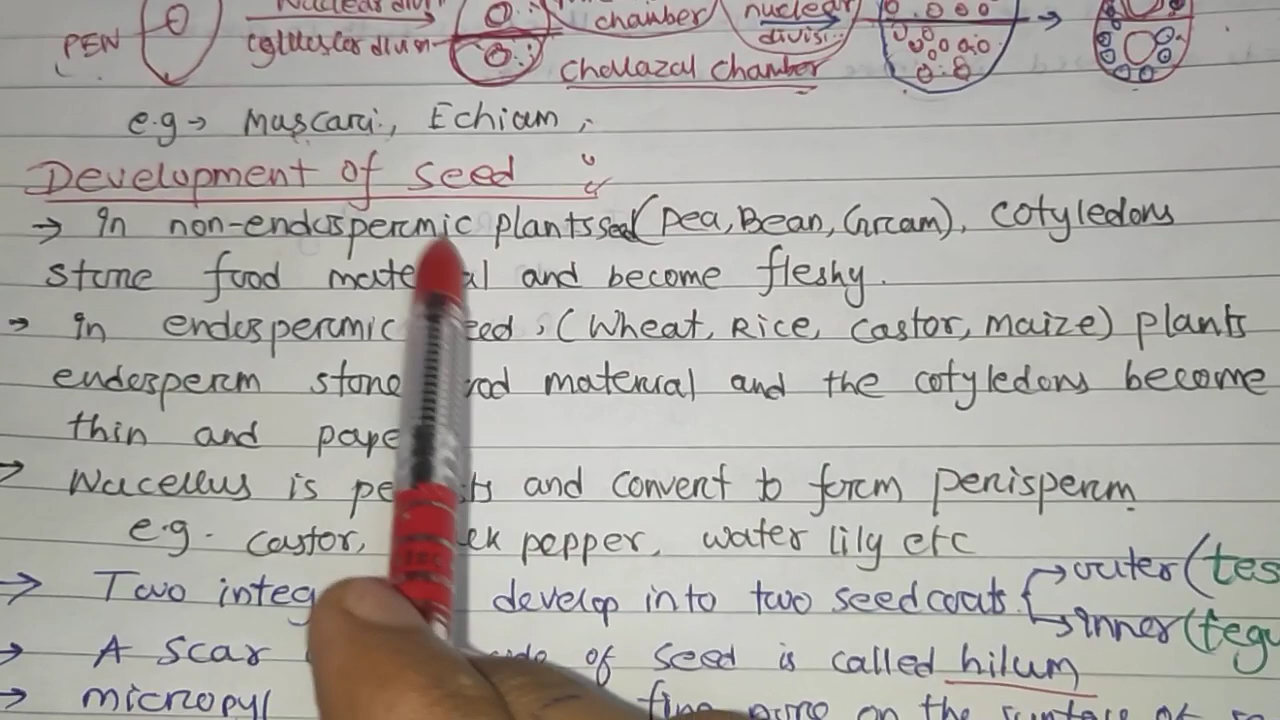 PEN chamber nuclear
divisi.
chalazal chamber
e.g → Muscari, Echium,
Development of seed
→ In non-endospermic plants seed (Pea, Bean, Gram), cotyledons
store food material and become fleshy.
→ In endospermic seed, (Wheat, Rice, castor, maize) plants
endosperm store food material and the cotyledons become
thin and pape
→ Nucellus is pe and convert to form perisperm
e.g. castor, ck pepper, water lily etc
→ Two integ develop into two seedcoats → outer (tes
→ inner (tegu
→ A scar of seed is called hilum
→ micropyl fine pore on the surface of